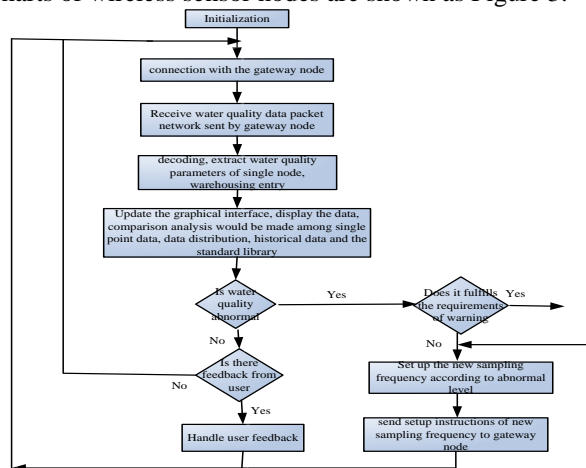 harts of wireless sensor nodes are shown as Figure 3.
Initialization
connection with the gateway node
Receive water quality data packet
network sent by gateway node
decoding, extract water quality
parameters of single node,
warehousing entry
Update the graphical interface, display the data,
comparison analysis would be made among single
point data, data distribution, historical data and the
standard library
Is water
quality
abnormal
Yes
Does it fulfills
the requirements
of warning
Yes
No
No
Is there
feedback from
user
No
Set up the new sampling
frequency according to abnormal
level
Yes
Handle user feedback
send setup instructions of new
sampling frequency to gateway
node